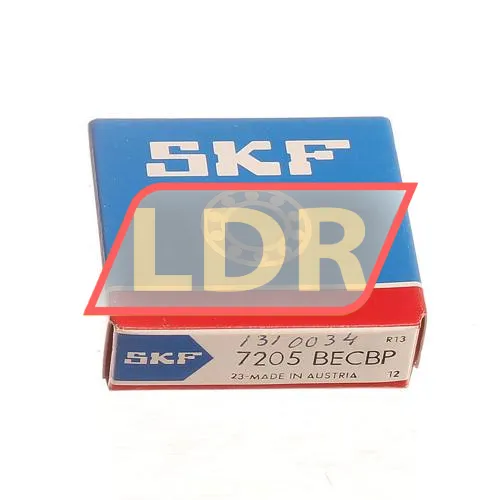 SKF
LDR
1310034
R13
SKF
7205 BECBP
23-MADE IN AUSTRIA
12